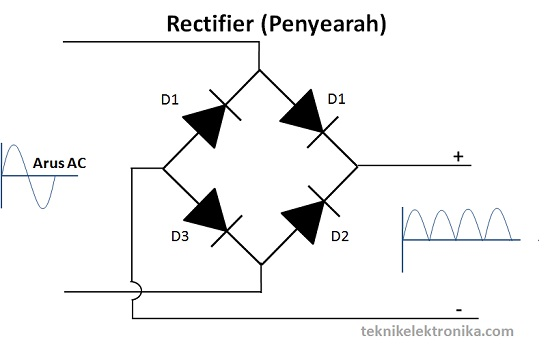 Rectifier (Penyearah)
D1
D1
Arus AC
+
D3
D2
-
teknikelektronika.com